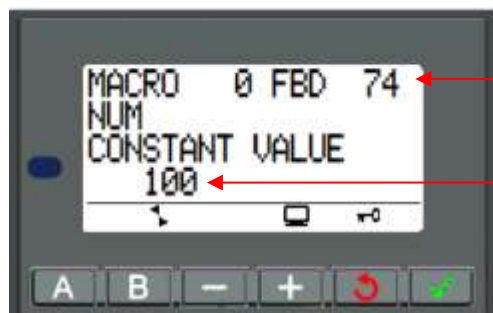 MACRO 0 FBD 74
NUM
CONSTANT VALUE
100
A B - +